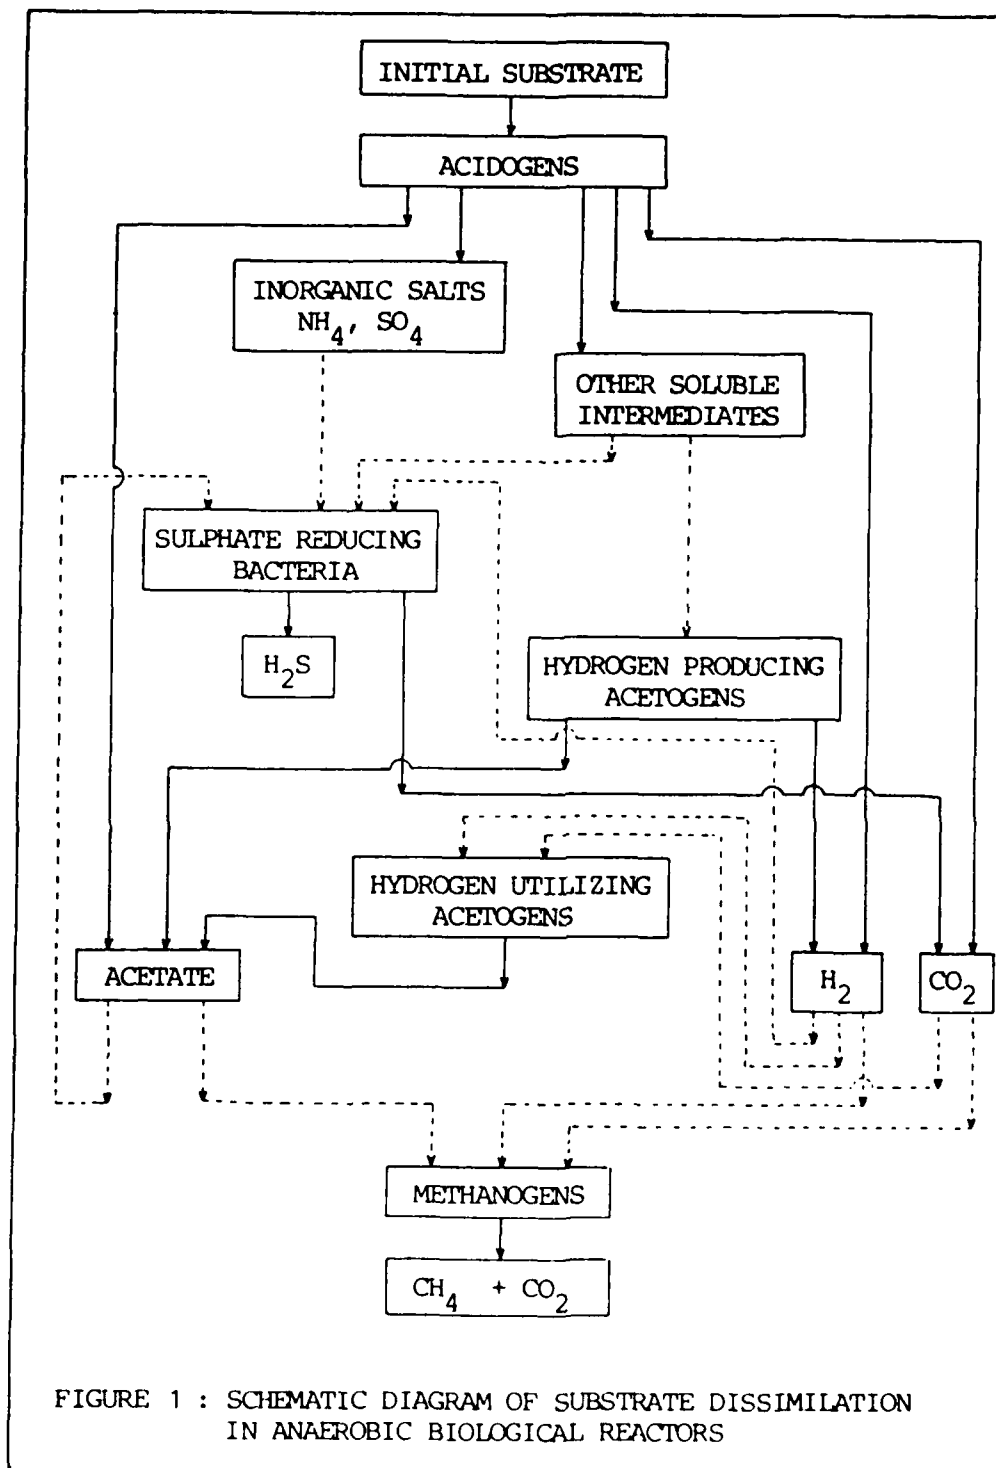 INITIAL SUBSTRATE
ACIDOGENS
INORGANIC SALTS
NH4, SO4
OTHER SOLUBLE
INTERMEDIATES
SULPHATE REDUCING
BACTERIA
H2S
HYDROGEN PRODUCING
ACETOGENS
HYDROGEN UTILIZING
ACETOGENS
ACETATE
H2
CO2
METHANOGENS
CH4 + CO2
FIGURE 1 : SCHEMATIC DIAGRAM OF SUBSTRATE DISSIMILATION
IN ANAEROBIC BIOLOGICAL REACTORS